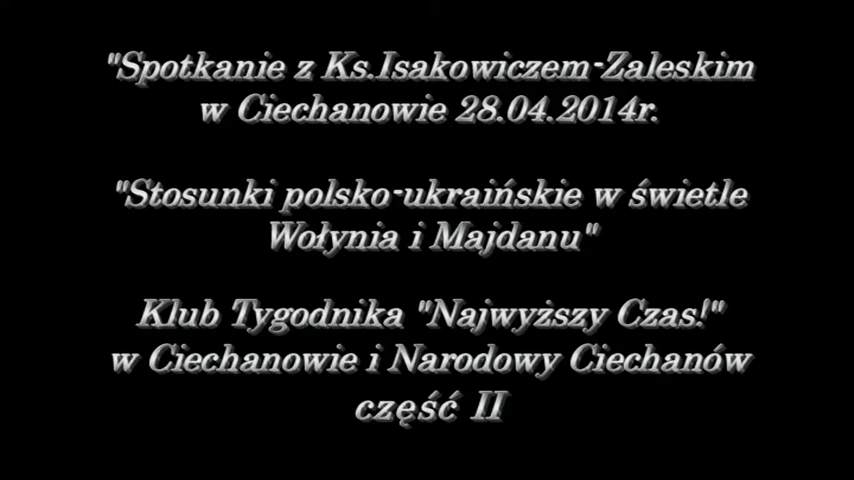 "Spotkanie z Ks.Isakowiczem-Zaleskim
w Ciechanowie 28.04.2014r.
"Stosunki polsko-ukraińskie w świetle
Wołynia i Majdanu"
Klub Tygodnika "Najwyższy Czas!"
w Ciechanowie i Narodowy Ciechanów
część II